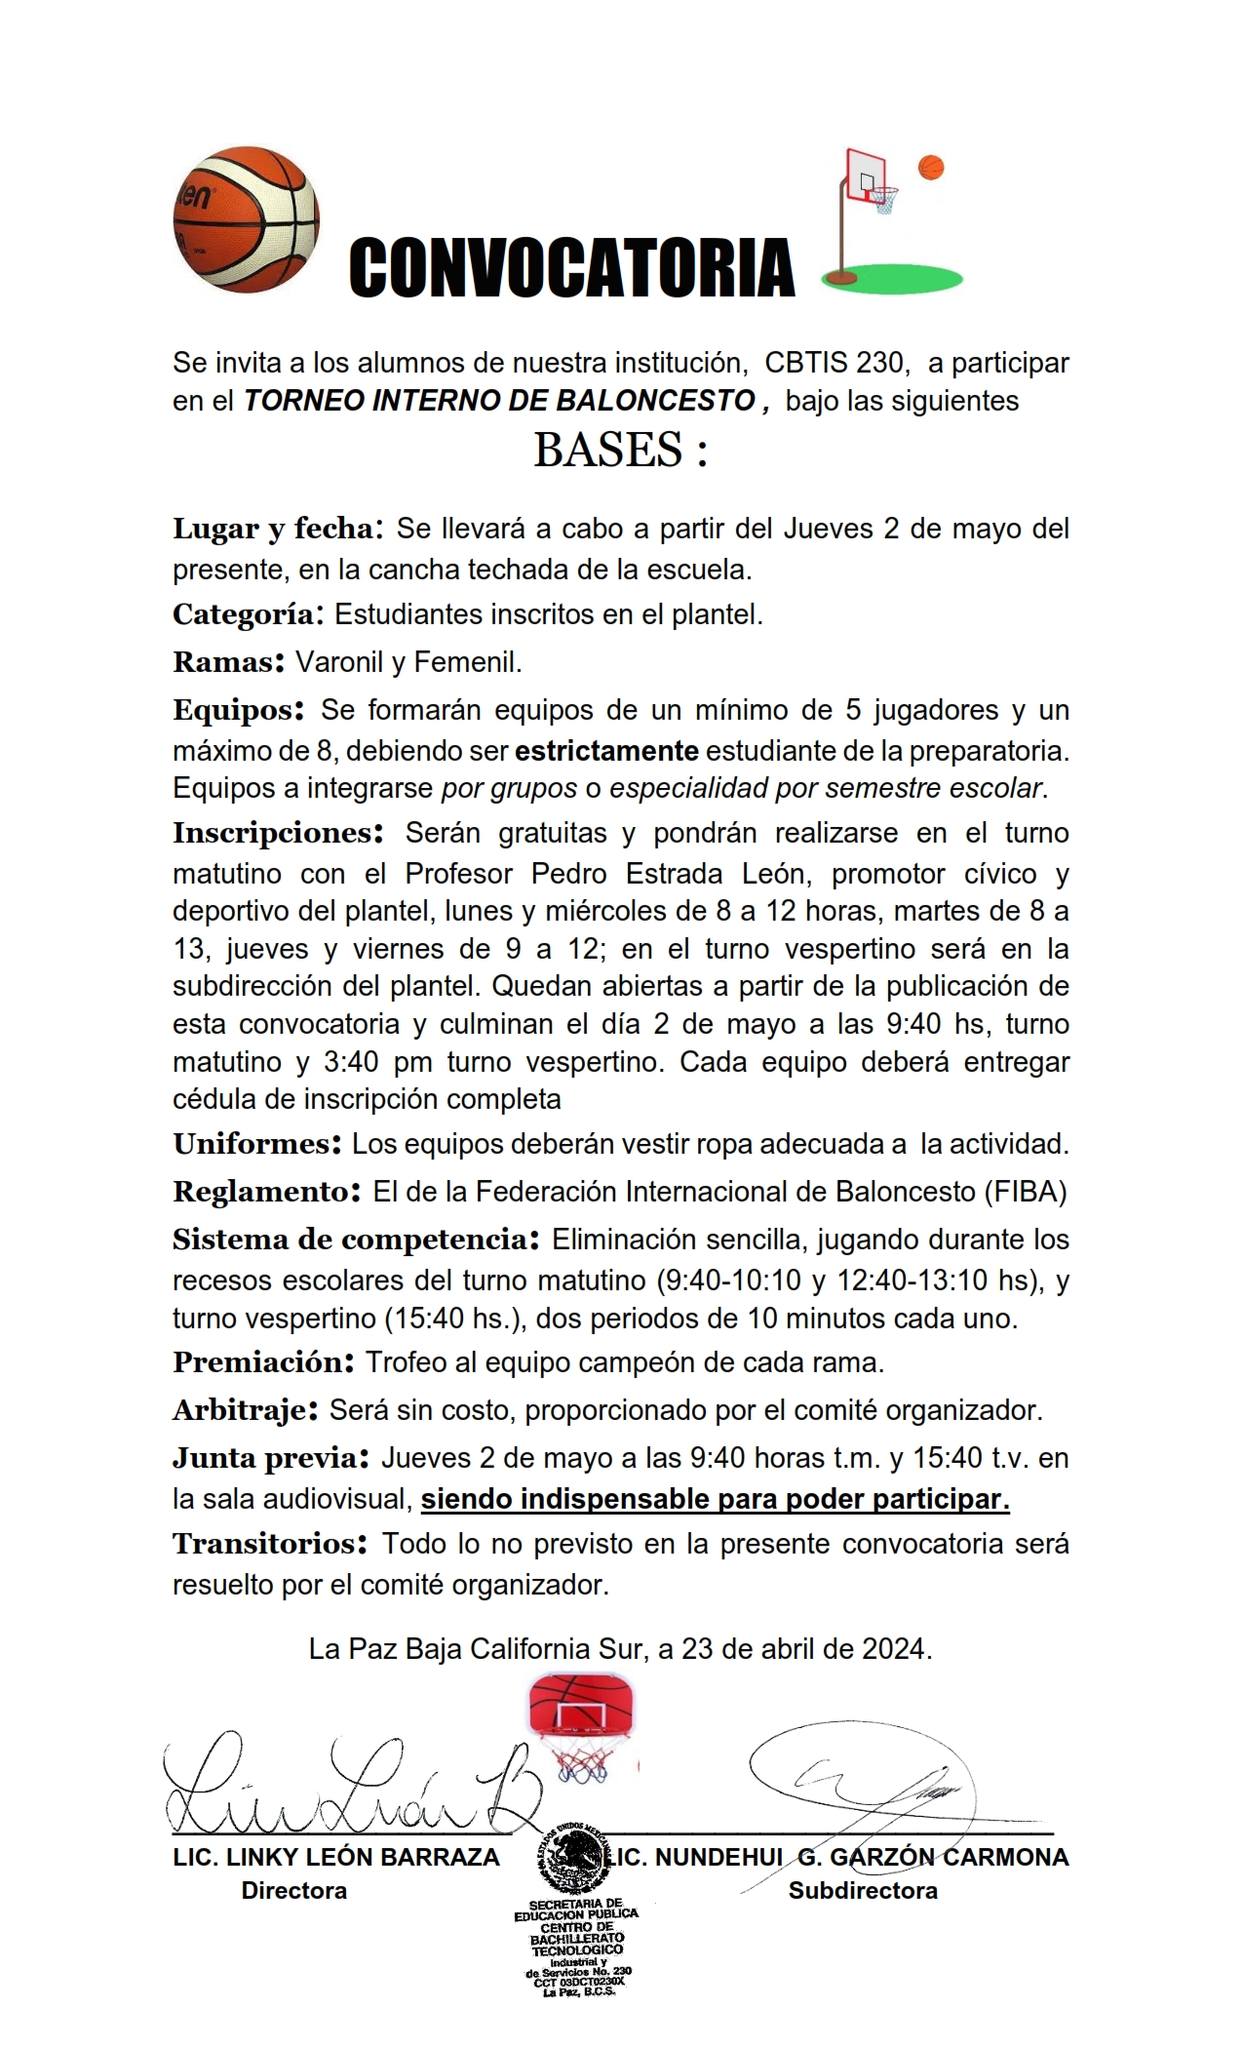 CONVOCATORIA
Se invita a los alumnos de nuestra institución, CBTIS 230, a participar
en el TORNEO INTERNO DE BALONCESTO , bajo las siguientes
BASES :
Lugar y fecha: Se llevará a cabo a partir del Jueves 2 de mayo del
presente, en la cancha techada de la escuela.
Categoría: Estudiantes inscritos en el plantel.
Ramas: Varonil y Femenil.
Equipos: Se formarán equipos de un mínimo de 5 jugadores y un
máximo de 8, debiendo ser estrictamente estudiante de la preparatoria.
Equipos a integrarse por grupos o especialidad por semestre escolar.
Inscripciones: Serán gratuitas y pondrán realizarse en el turno
matutino con el Profesor Pedro Estrada León, promotor cívico y
deportivo del plantel, lunes y miércoles de 8 a 12 horas, martes de 8 a
13, jueves y viernes de 9 a 12; en el turno vespertino será en la
subdirección del plantel. Quedan abiertas a partir de la publicación de
esta convocatoria y culminan el día 2 de mayo a las 9:40 hs, turno
matutino y 3:40 pm turno vespertino. Cada equipo deberá entregar
cédula de inscripción completa
Uniformes: Los equipos deberán vestir ropa adecuada a la actividad.
Reglamento: El de la Federación Internacional de Baloncesto (FIBA)
Sistema de competencia: Eliminación sencilla, jugando durante los
recesos escolares del turno matutino (9:40-10:10 y 12:40-13:10 hs), y
turno vespertino (15:40 hs.), dos periodos de 10 minutos cada uno.
Premiación: Trofeo al equipo campeón de cada rama.
Arbitraje: Será sin costo, proporcionado por el comité organizador.
Junta previa: Jueves 2 de mayo a las 9:40 horas t.m. y 15:40 t.v. en
la sala audiovisual, siendo indispensable para poder participar.
Transitorios: Todo lo no previsto en la presente convocatoria será
resuelto por el comité organizador.
La Paz Baja California Sur, a 23 de abril de 2024.
LIC. LINKY LEÓN BARRAZA
Directora
LIC. NUNDEHUI G. GARZÓN CARMONA
Subdirectora
ESTADOS UNIDOS MEXICANOS
SECRETARIA DE
EDUCACION PUBLICA
CENTRO DE
BACHILLERATO
TECNOLOGICO
Industrial y
de Servicios No. 230
CCT 03DCT0230X
La Paz, B.C.S.